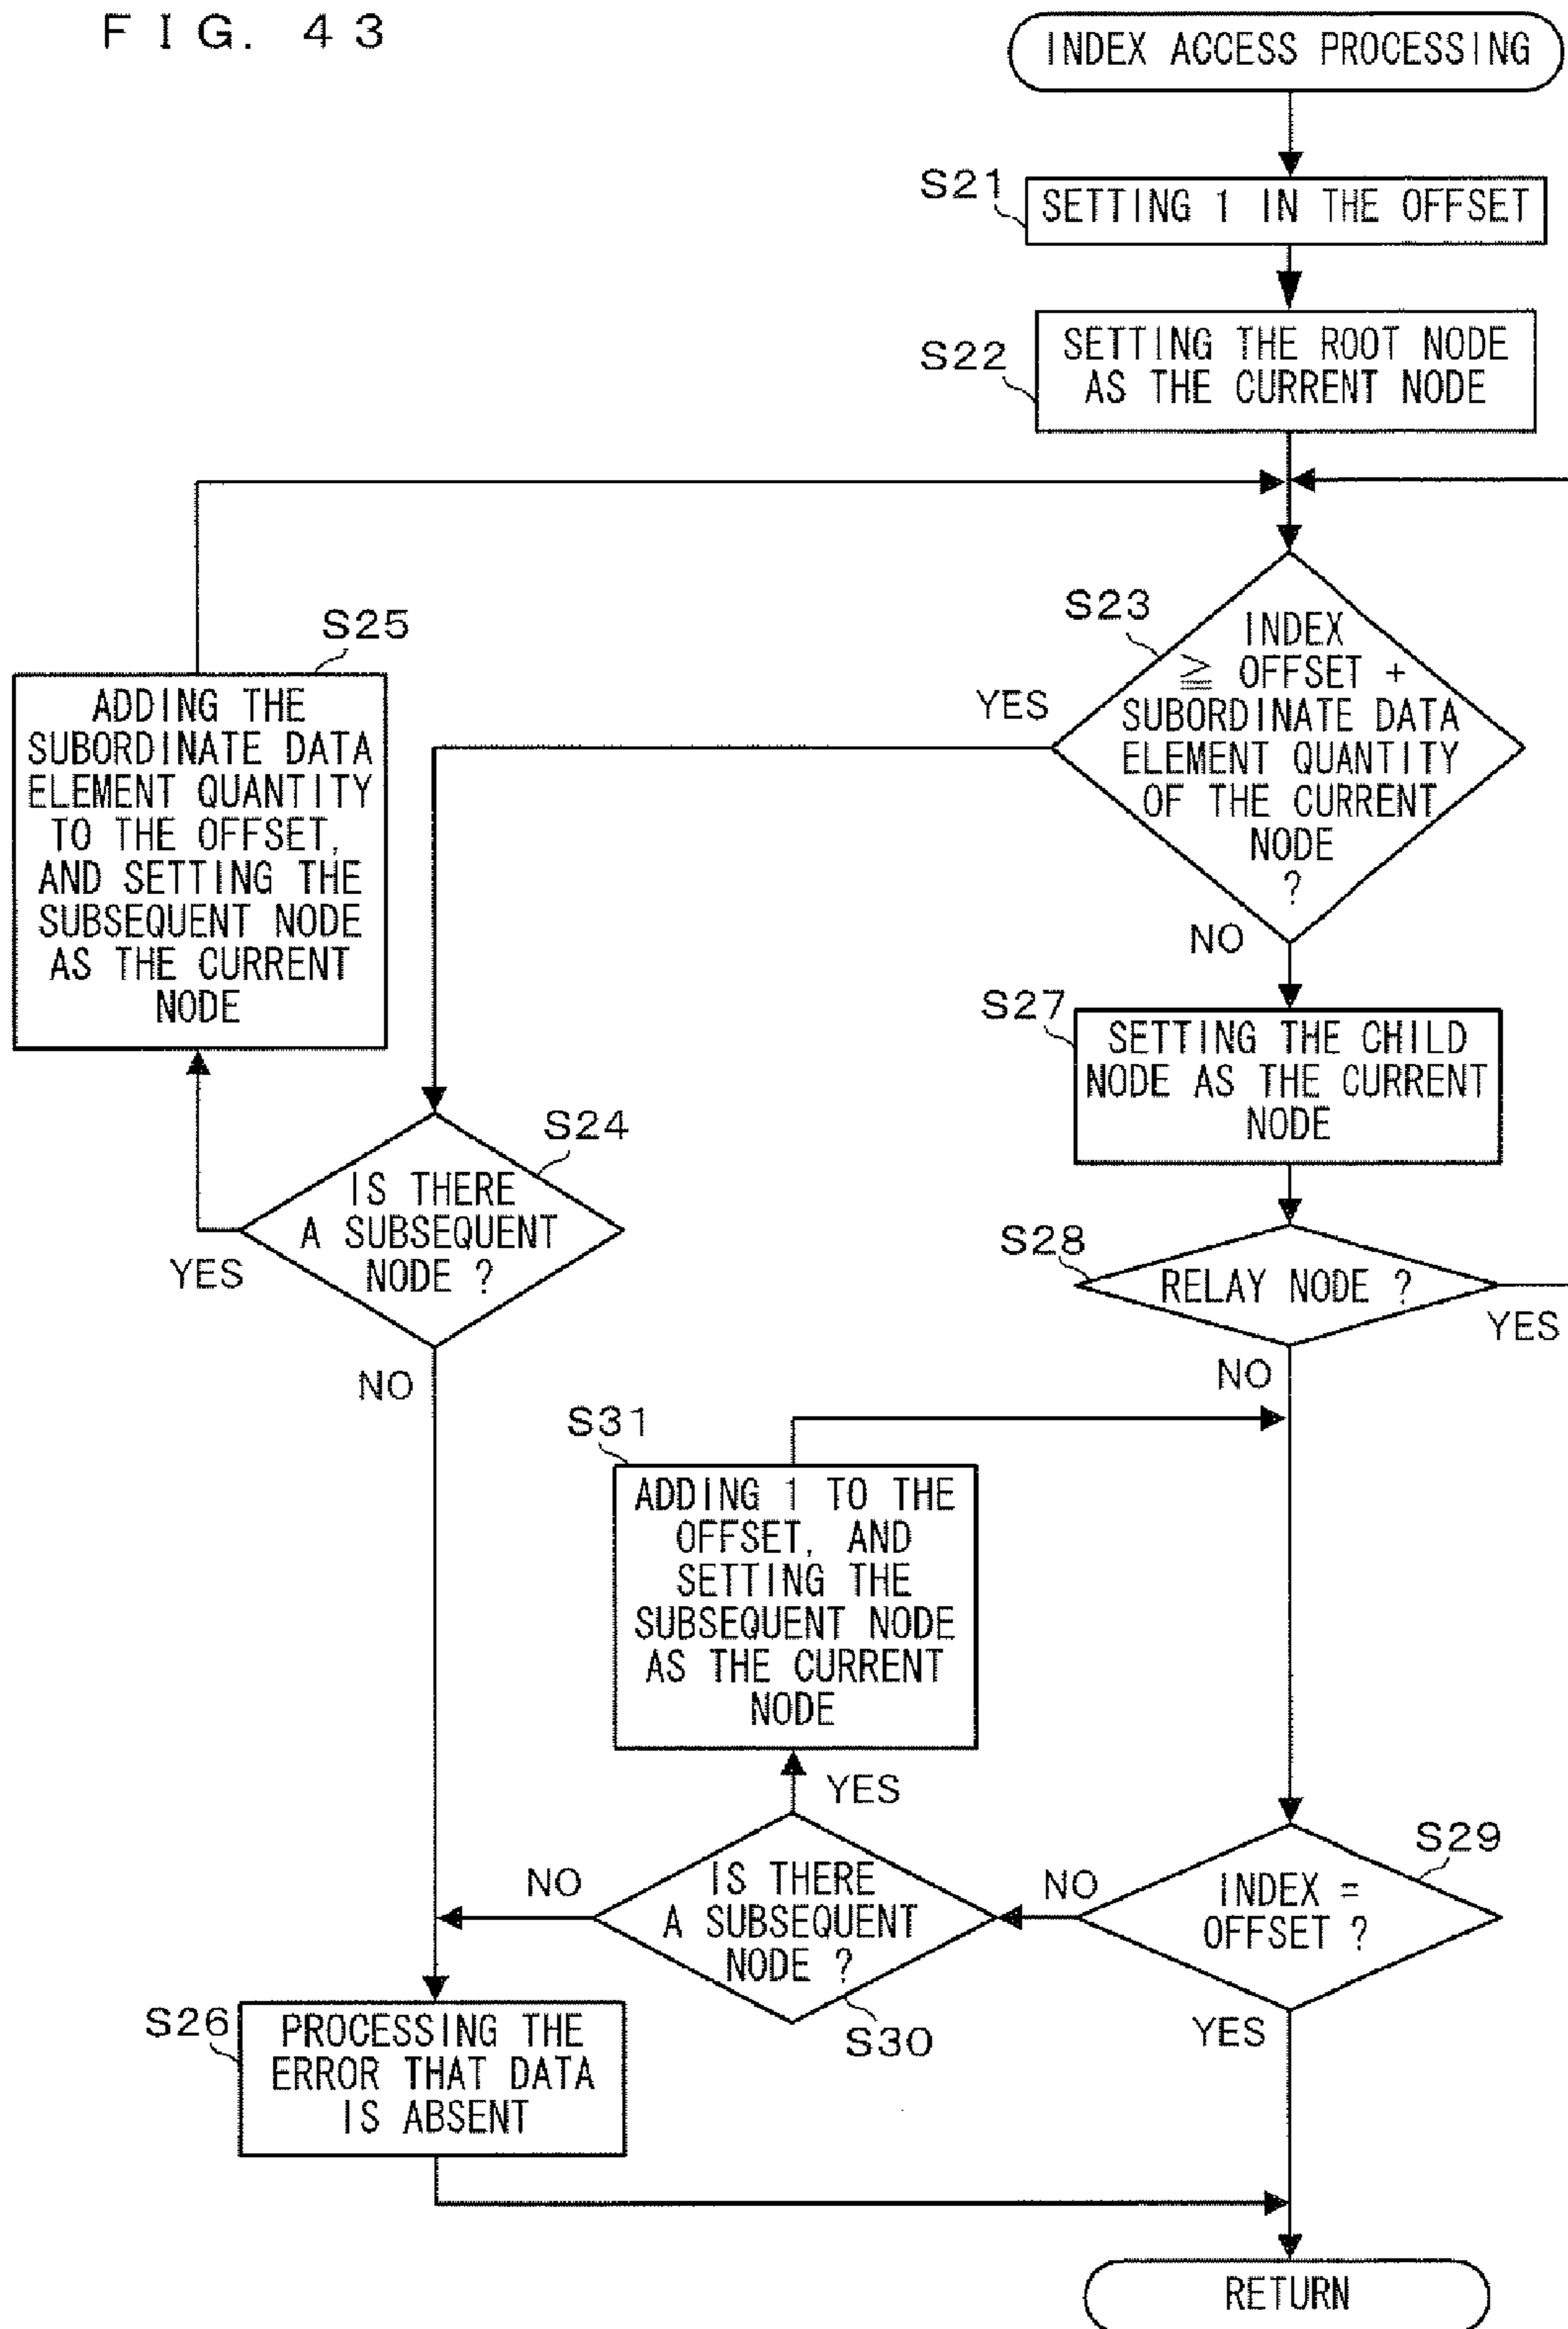 FIG. 43
INDEX ACCESS PROCESSING
S21
SETTING 1 IN THE OFFSET
S22
SETTING THE ROOT NODE
AS THE CURRENT NODE
S23
INDEX
≧ OFFSET +
SUBORDINATE DATA
ELEMENT QUANTITY
OF THE CURRENT
NODE
?
YES
NO
S25
ADDING THE
SUBORDINATE DATA
ELEMENT QUANTITY
TO THE OFFSET,
AND SETTING THE
SUBSEQUENT NODE
AS THE CURRENT
NODE
S24
IS THERE
A SUBSEQUENT
NODE ?
YES
NO
S27
SETTING THE CHILD
NODE AS THE CURRENT
NODE
S28
RELAY NODE ?
YES
NO
S31
ADDING 1 TO THE
OFFSET, AND
SETTING THE
SUBSEQUENT NODE
AS THE CURRENT
NODE
YES
S29
INDEX =
OFFSET ?
NO
YES
IS THERE
A SUBSEQUENT
NODE ?
NO
S30
S26
PROCESSING THE
ERROR THAT DATA
IS ABSENT
RETURN